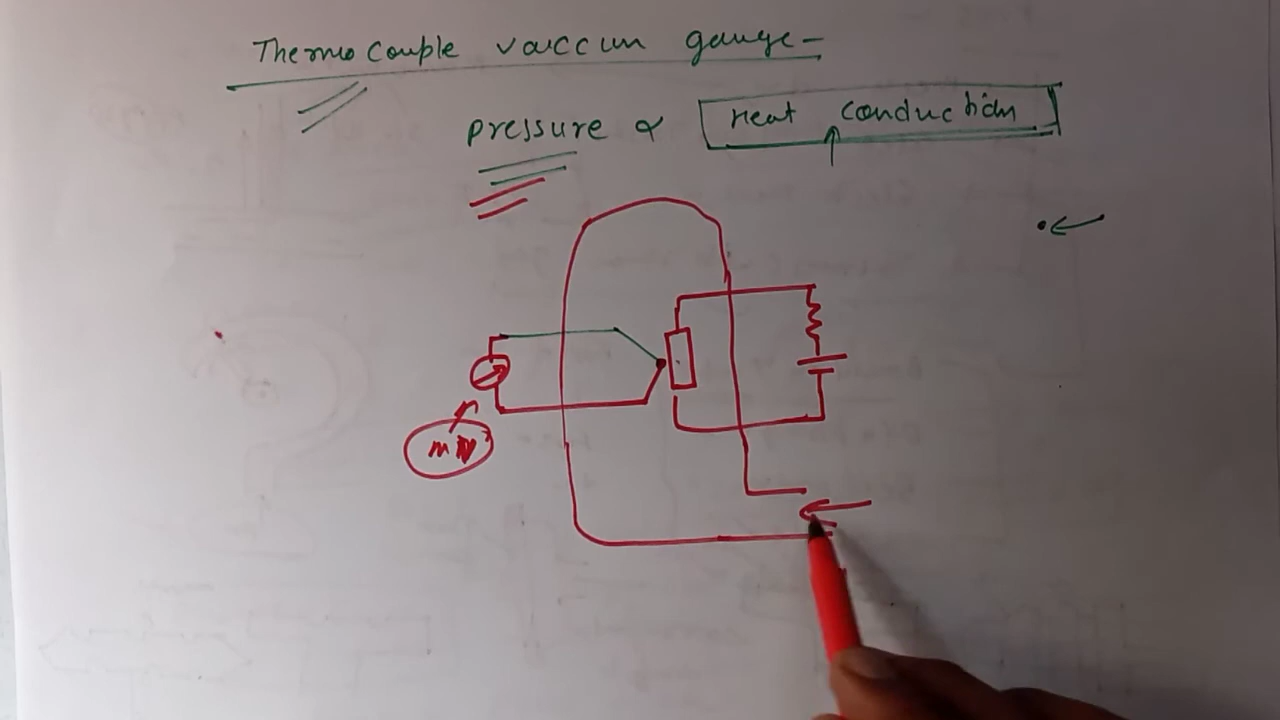 Thermo couple vaccum gauge-
pressure ∝ Heat conduction
mV